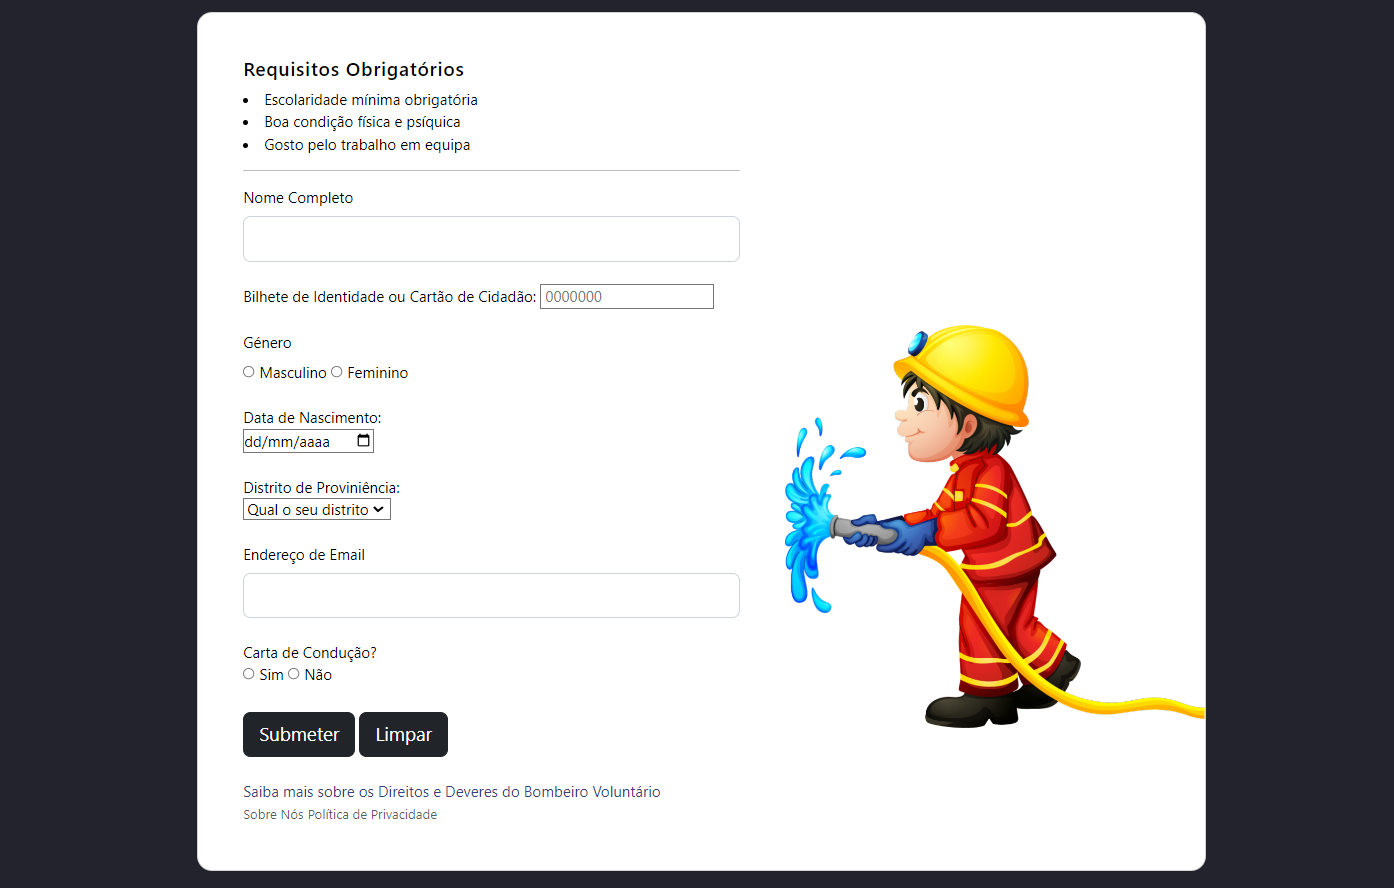 Requisitos Obrigatórios
Escolaridade mínima obrigatória
Boa condição física e psíquica
Gosto pelo trabalho em equipa
Nome Completo
Bilhete de Identidade ou Cartão de Cidadão: 0000000
Género
Masculino Feminino
Data de Nascimento:
dd/mm/aaaa
Distrito de Proviniência:
Qual o seu distrito
Endereço de Email
Carta de Condução?
Sim Não
Submeter Limpar
Saiba mais sobre os Direitos e Deveres do Bombeiro Voluntário
Sobre Nós Política de Privacidade